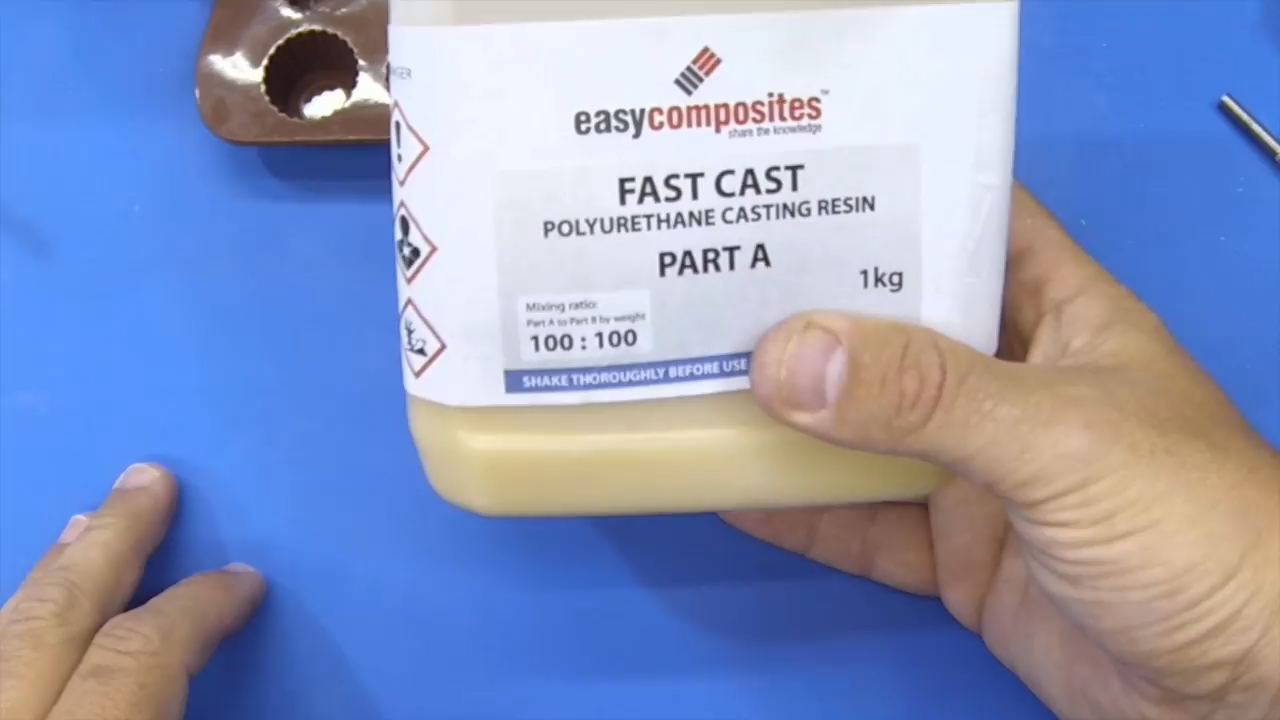 easycomposites™
share the knowledge
FAST CAST
POLYURETHANE CASTING RESIN
PART A
1kg
Mixing ratio:
Part A to Part B by weight
100 : 100
SHAKE THOROUGHLY BEFORE USE